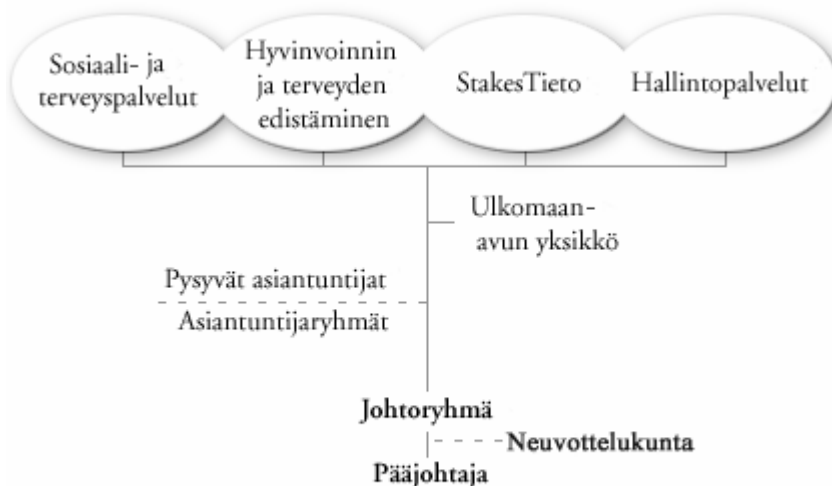 Sosiaali- ja
terveyspalvelut
Hyvinvoinnin
ja terveyden
edistäminen
StakesTieto
Hallintopalvelut
Ulkomaan-
avun yksikkö
Pysyvät asiantuntijat
Asiantuntijaryhmät
Johtoryhmä
Neuvottelukunta
Pääjohtaja